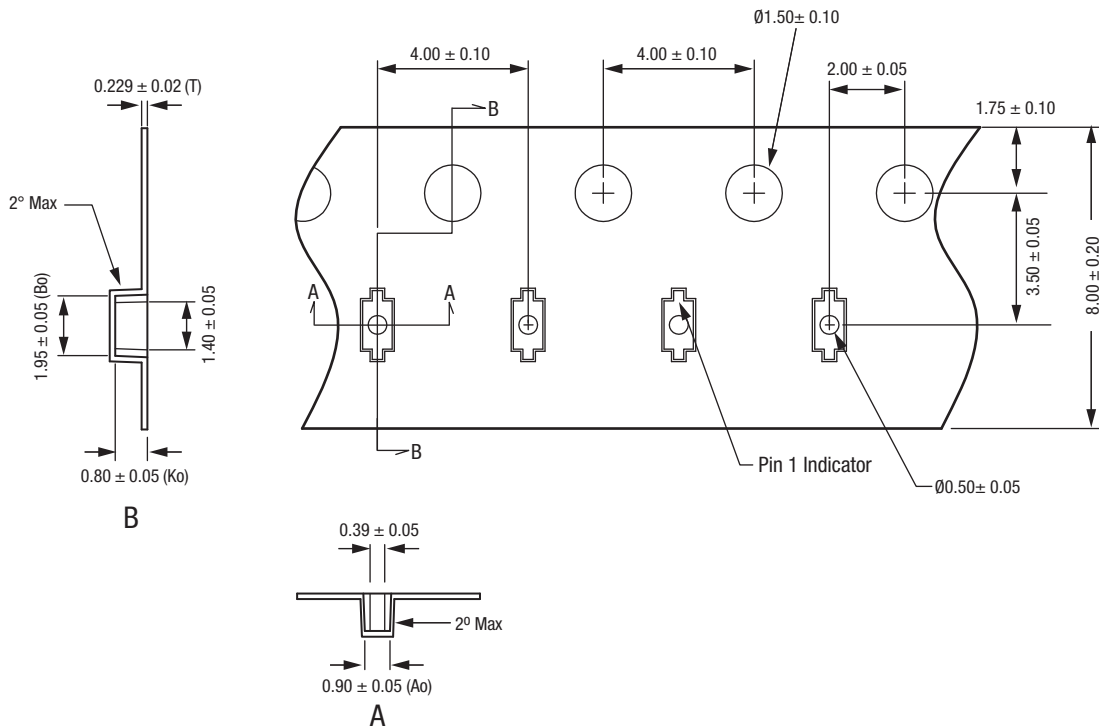 Ø1.50± 0.10
4.00 ± 0.10
4.00 ± 0.10
2.00 ± 0.05
0.229 ± 0.02 (T)
B
1.75 ± 0.10
2° Max
3.50 ± 0.05
8.00 ± 0.20
A
A
1.95 ± 0.05 (Bo)
1.40 ± 0.05
B
Pin 1 Indicator
0.80 ± 0.05 (Ko)
Ø0.50± 0.05
B
0.39 ± 0.05
2º Max
0.90 ± 0.05 (Ao)
A